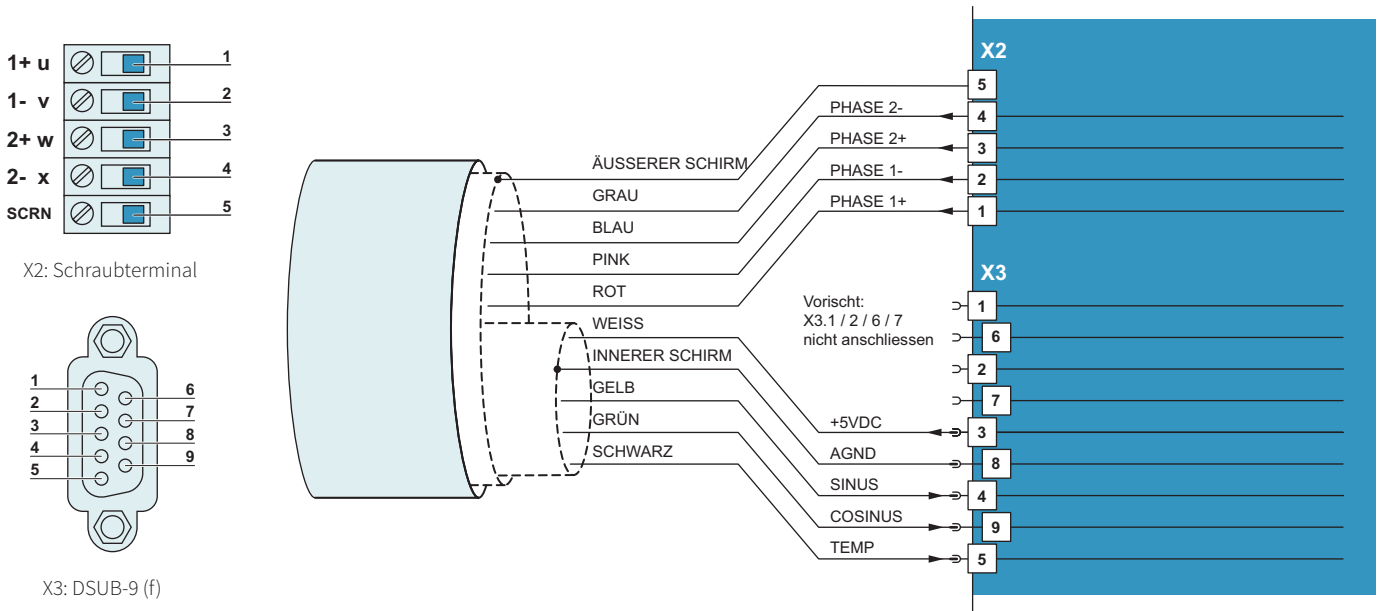 1+ u 1
1- v 2
2+ w 3
2- x 4
SCRN 5
X2: Schraubterminal
1
2
3
4
5
6
7
8
9
X3: DSUB-9 (f)
ÄUSSERER SCHIRM
GRAU
BLAU
PINK
ROT
WEISS
INNERER SCHIRM
GELB
GRÜN
SCHWARZ
PHASE 2-
PHASE 2+
PHASE 1-
PHASE 1+
Vorischt:
X3.1 / 2 / 6 / 7
nicht anschliessen
+5VDC
AGND
SINUS
COSINUS
TEMP
X2
5
4
3
2
1
X3
1
6
2
7
3
8
4
9
5